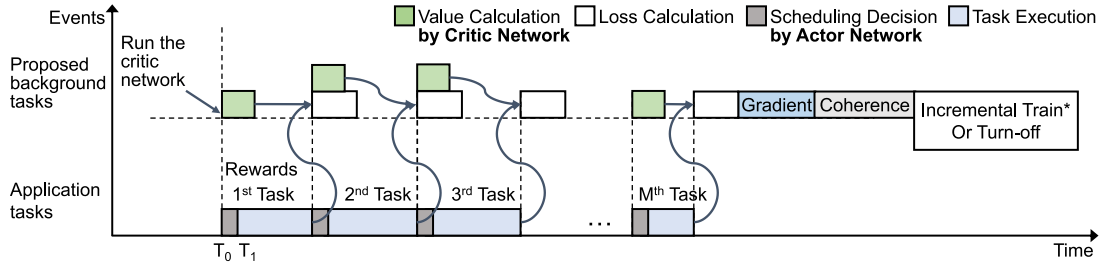 Events
Value Calculation
by Critic Network
Loss Calculation
Scheduling Decision
by Actor Network
Task Execution
Run the
critic
network
Proposed
background
tasks
Gradient
Coherence
Incremental Train*
Or Turn-off
Application
tasks
Rewards
1st Task
2nd Task
3rd Task
...
Mth Task
T0 T1
Time